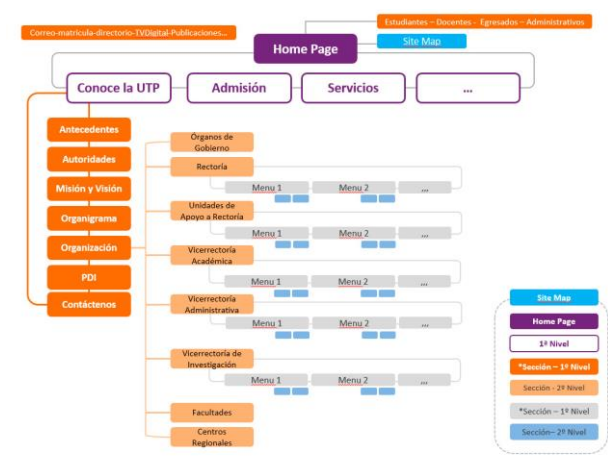 Estudiantes – Docentes - Egresados – Administrativos
Correo-matricula-directorio-TVDigital-Publicaciones...
Home Page
Site Map
Conoce la UTP
Admisión
Servicios
...
Antecedentes
Autoridades
Misión y Visión
Organigrama
Organización
PDI
Contáctenos
Órganos de
Gobierno
Rectoría
Menu 1
Menu 2
,,,
Unidades de
Apoyo a Rectoría
Menu 1
Menu 2
,,,
Vicerrectoría
Académica
Menu 1
Menu 2
,,,
Vicerrectoría
Administrativa
Menu 1
Menu 2
,,,
Vicerrectoría de
Investigación
Menu 1
Menu 2
,,,
Facultades
Centros
Regionales
Site Map
Home Page
1º Nivel
*Sección – 1º Nivel
Sección - 2º Nivel
*Sección – 1º Nivel
Sección– 2º Nivel